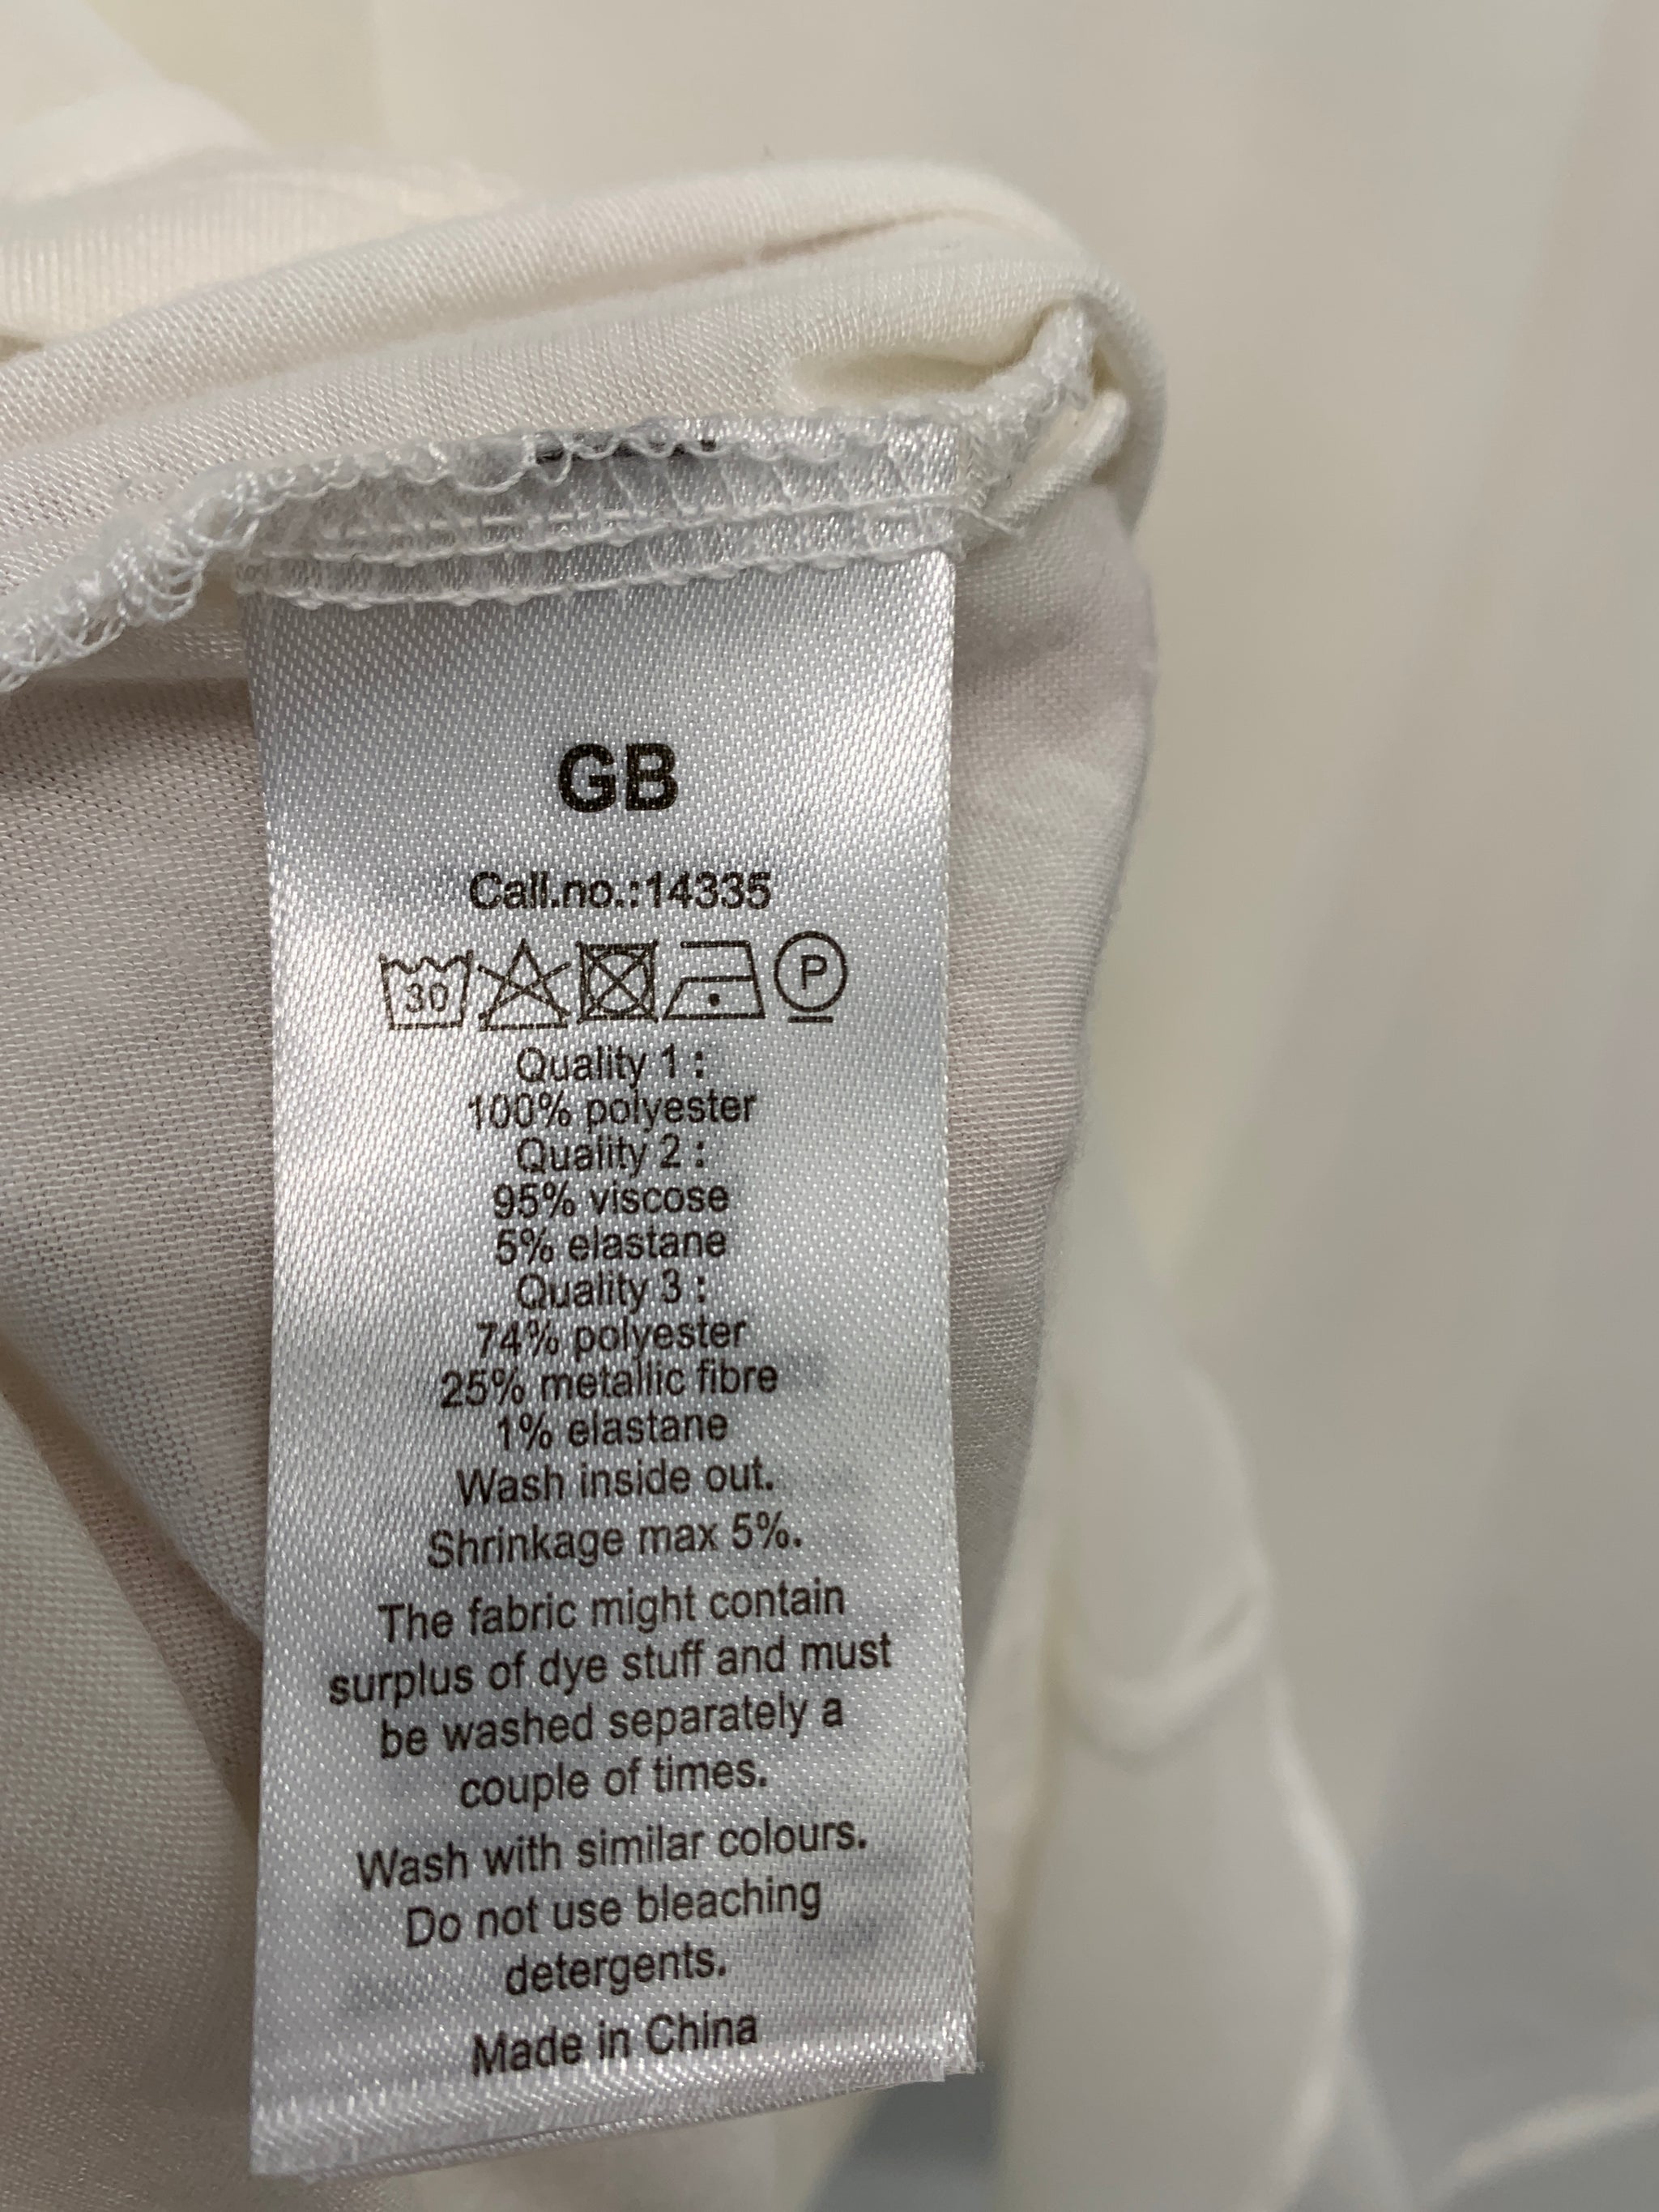 GB
Call.no.:14335
30 P
Quality 1 :
100% polyester
Quality 2 :
95% viscose
5% elastane
Quality 3 :
74% polyester
25% metallic fibre
1% elastane
Wash inside out.
Shrinkage max 5%.
The fabric might contain
surplus of dye stuff and must
be washed separately a
couple of times.
Wash with similar colours.
Do not use bleaching
detergents.
Made in China